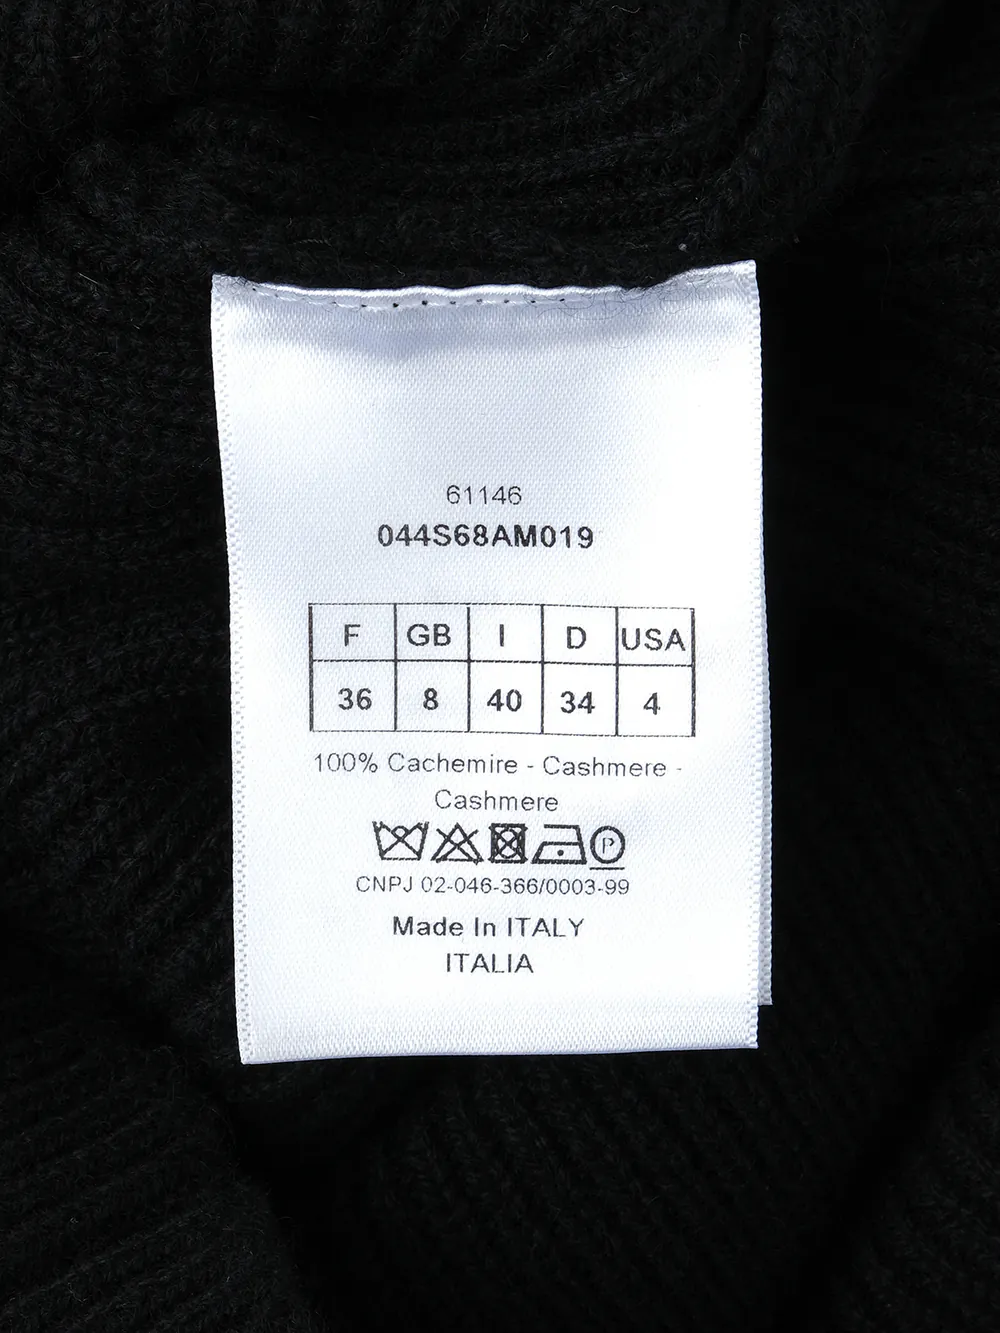 61146
044S68AM019
F GB I D USA
36 8 40 34 4
100% Cachemire - Cashmere -
Cashmere
P
CNPJ 02-046-366/0003-99
Made In ITALY
ITALIA